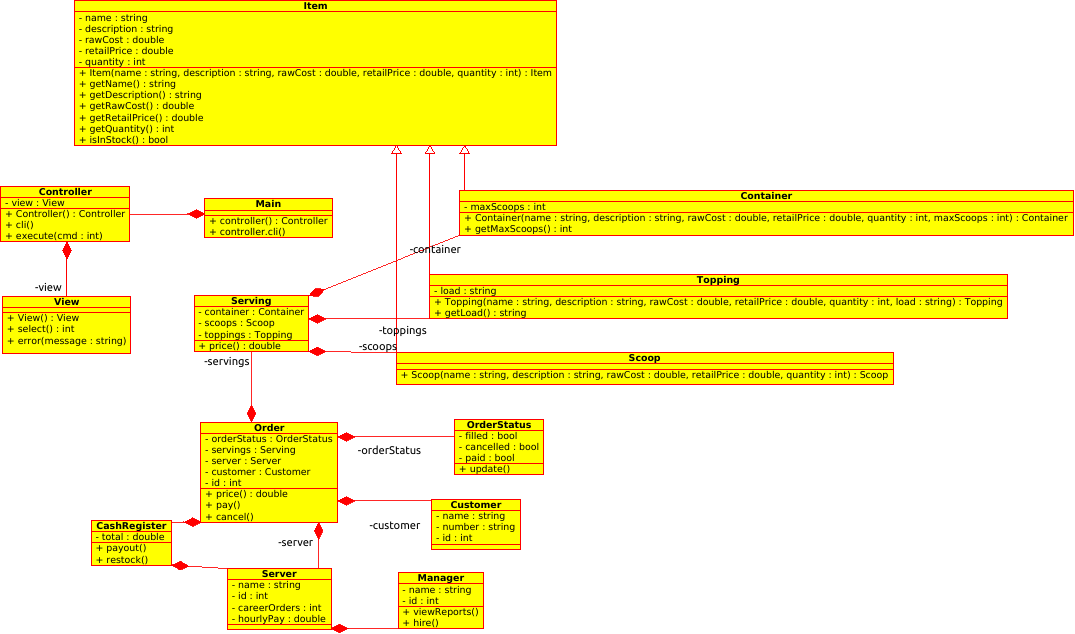 Item
- name : string
- description : string
- rawCost : double
- retailPrice : double
- quantity : int
+ Item(name : string, description : string, rawCost : double, retailPrice : double, quantity : int) : Item
+ getName() : string
+ getDescription() : string
+ getRawCost() : double
+ getRetailPrice() : double
+ getQuantity() : int
+ isInStock() : bool
Controller
- view : View
+ Controller() : Controller
+ cli()
+ execute(cmd : int)
Main
+ controller() : Controller
+ controller.cli()
Container
- maxScoops : int
+ Container(name : string, description : string, rawCost : double, retailPrice : double, quantity : int, maxScoops : int) : Container
+ getMaxScoops() : int
-container
-view
View
+ View() : View
+ select() : int
+ error(message : string)
Serving
- container : Container
- scoops : Scoop
- toppings : Topping
+ price() : double
Topping
- load : string
+ Topping(name : string, description : string, rawCost : double, retailPrice : double, quantity : int, load : string) : Topping
+ getLoad() : string
-toppings
-scoops
-servings
Scoop
+ Scoop(name : string, description : string, rawCost : double, retailPrice : double, quantity : int) : Scoop
Order
- orderStatus : OrderStatus
- servings : Serving
- server : Server
- customer : Customer
- id : int
+ price() : double
+ pay()
+ cancel()
-orderStatus
OrderStatus
- filled : bool
- cancelled : bool
- paid : bool
+ update()
-customer
Customer
- name : string
- number : string
- id : int
CashRegister
- total : double
+ payout()
+ restock()
-server
Server
- name : string
- id : int
- careerOrders : int
- hourlyPay : double
Manager
- name : string
- id : int
+ viewReports()
+ hire()